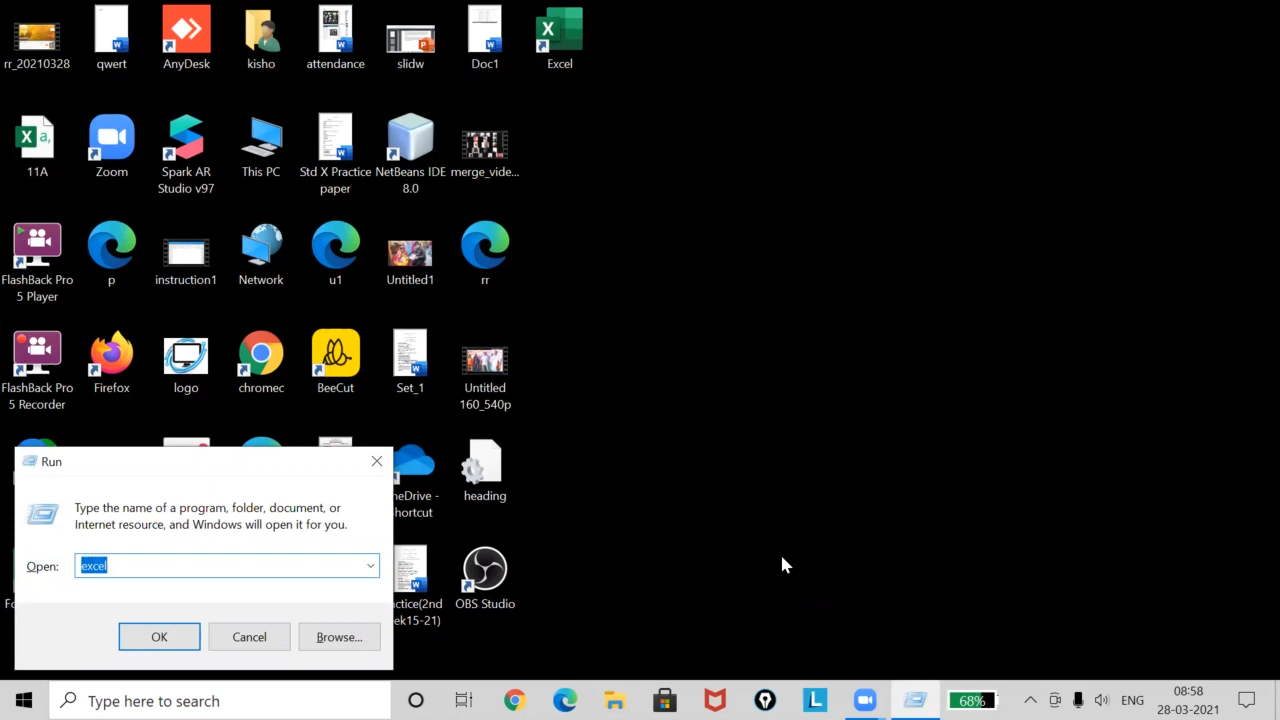 rr_20210328
qwert
AnyDesk
kisho
attendance
slidw
Doc1
Excel
11A
Zoom
Spark AR
Studio v97
This PC
Std X Practice
paper
NetBeans IDE
8.0
merge_vide...
FlashBack Pro
5 Player
p
instruction1
Network
u1
Untitled1
rr
FlashBack Pro
5 Recorder
Firefox
logo
chromec
BeeCut
Set_1
Untitled
160_540p
neDrive -
shortcut
heading
Fo
ctice(2nd
ek15-21)
OBS Studio
Run
Type the name of a program, folder, document, or
Internet resource, and Windows will open it for you.
Open:
excel
OK
Cancel
Browse...
Type here to search
68%
ENG
08:58
28-03-2021